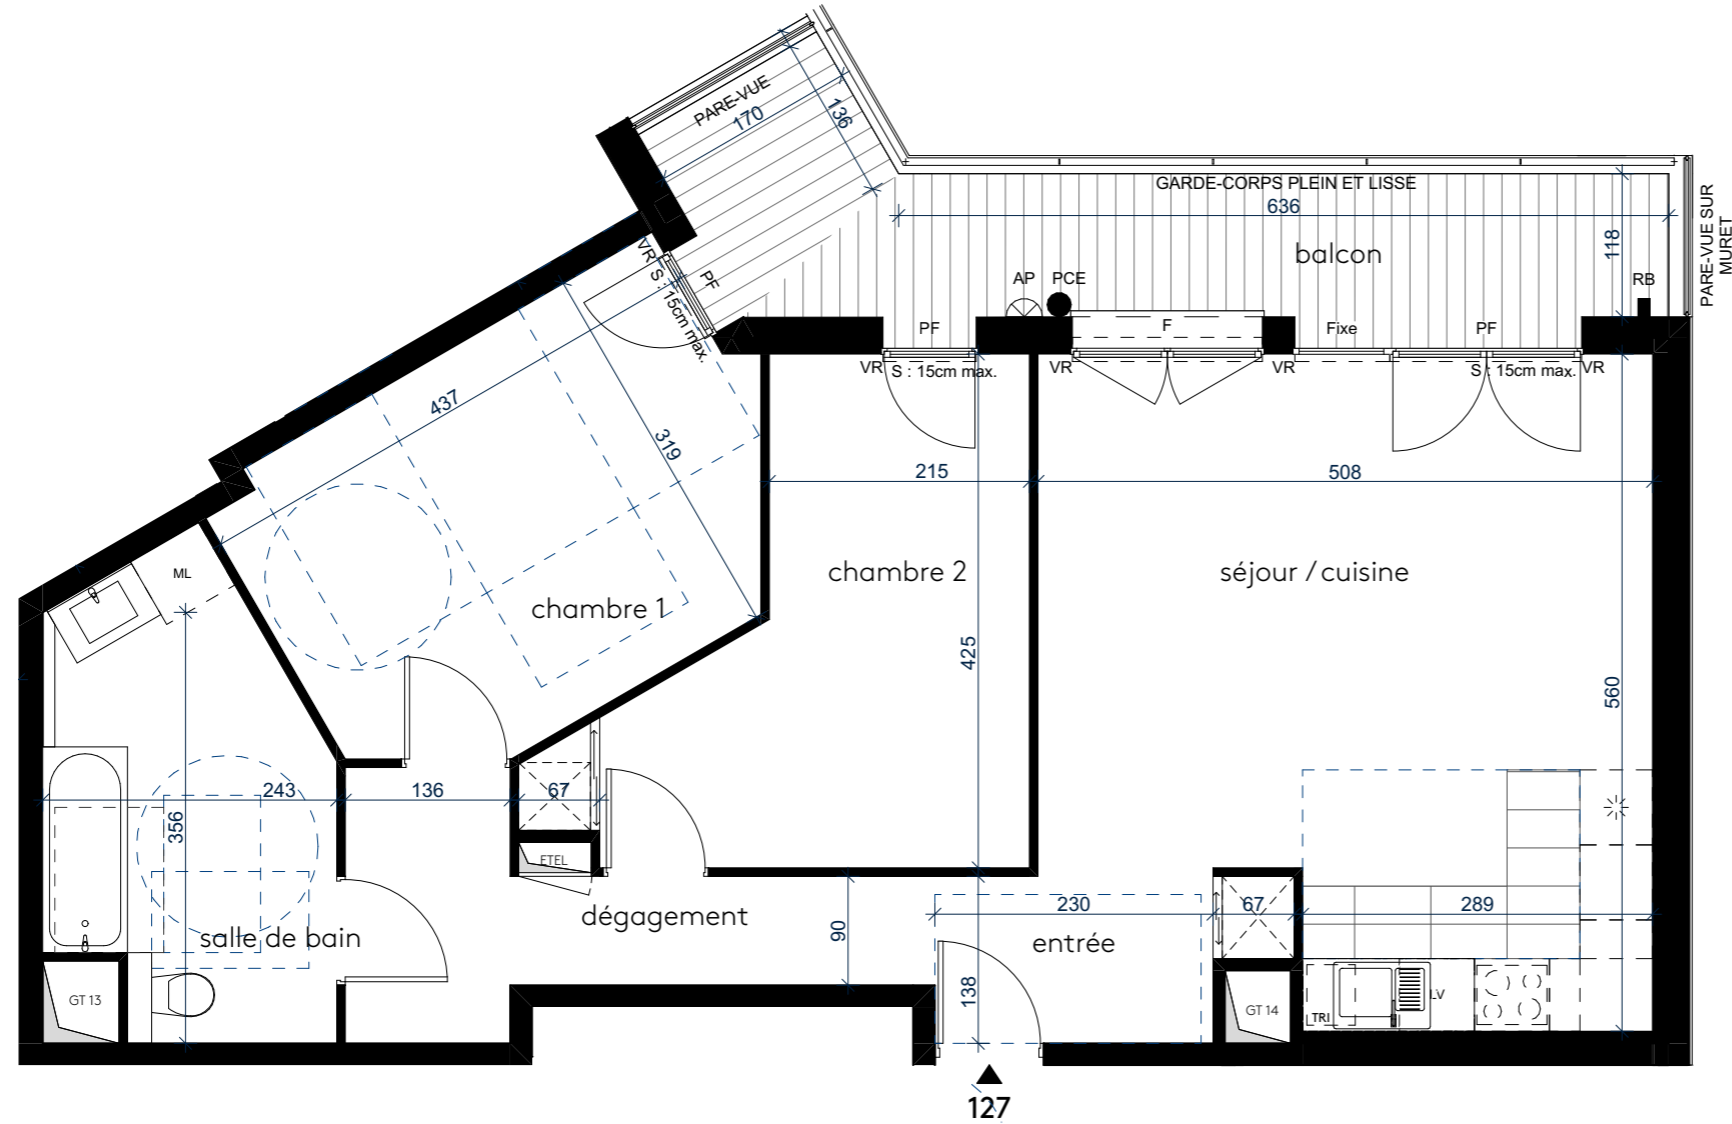 PARE-VUE
170
136
GARDE-CORPS PLEIN ET LISSE
636
balcon
118
PARE-VUE SUR
MURET
AP
PCE
RB
VR
S : 15cm max.
PF
PF
F
Fixe
PF
VR
S : 15cm max.
VR
VR
S : 15cm max.
VR
437
319
215
508
ML
chambre 1
chambre 2
séjour / cuisine
425
560
243
136
67
356
ETEL
dégagement
90
230
67
289
salle de bain
entrée
138
GT 13
GT 14
TRI
LV
127